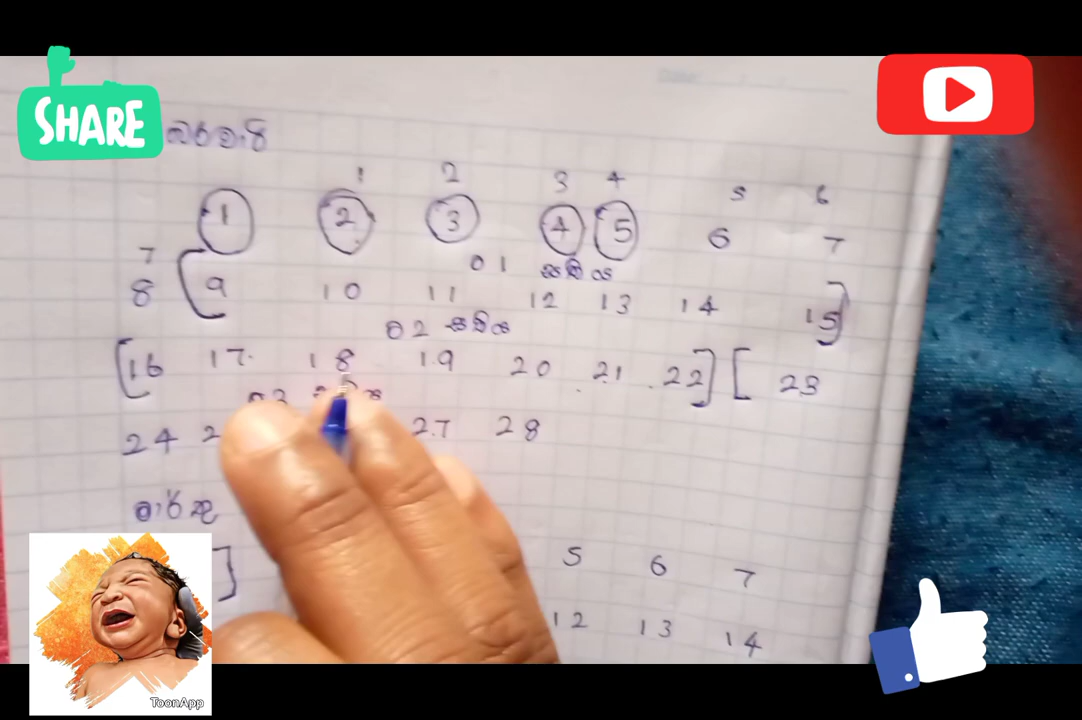 SHARE
පෙබරවාරි
1 2 3 4 5 6
1 2 3 4 5 6 7
7
01 සතිය
8 [ 9 10 11 12 13 14 15 ]
02 සතිය
[ 16 17 18 19 20 21 22 ] [ 23
03
24 27 28
මාර්තු
] 5 6 7
12 13 14
ToonApp